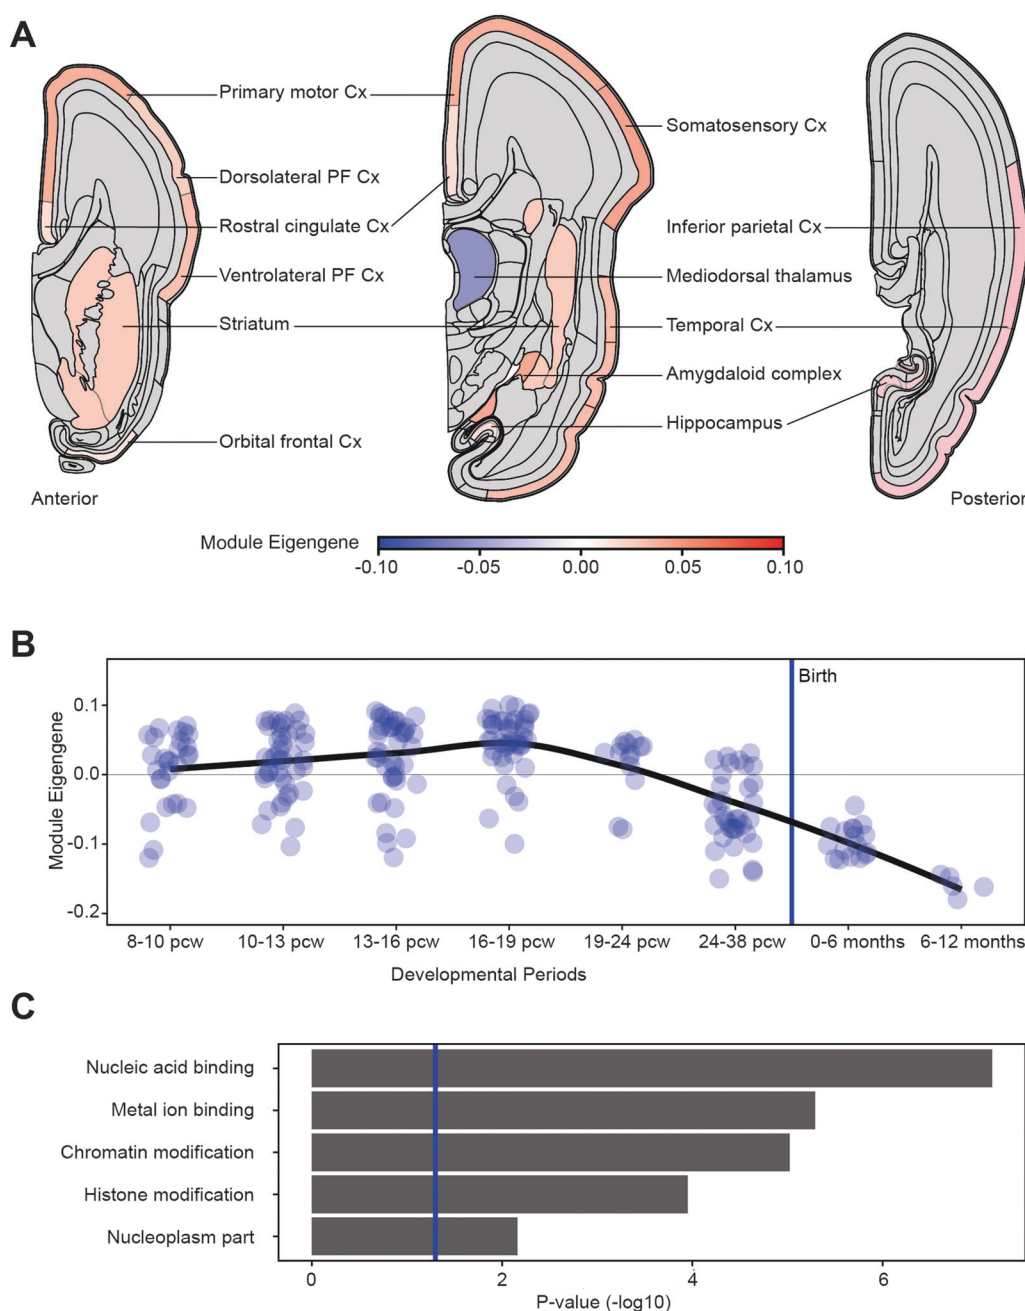 A
Primary motor Cx
Dorsolateral PF Cx
Rostral cingulate Cx
Ventrolateral PF Cx
Striatum
Orbital frontal Cx
Somatosensory Cx
Inferior parietal Cx
Mediodorsal thalamus
Temporal Cx
Amygdaloid complex
Hippocampus
Anterior
Posterior
Module Eigengene
-0.10 -0.05 0.00 0.05 0.10
B
Birth
Module Eigengene
0.1
0.0
-0.1
-0.2
8-10 pcw 10-13 pcw 13-16 pcw 16-19 pcw 19-24 pcw 24-38 pcw 0-6 months 6-12 months
Developmental Periods
C
Nucleic acid binding
Metal ion binding
Chromatin modification
Histone modification
Nucleoplasm part
0 2 4 6
P-value (-log10)